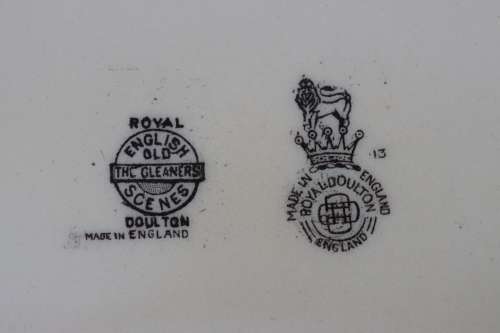 ROYAL
ENGLISH
OLD
THE GLEANERS
SCENES
DOULTON
MADE IN ENGLAND
13
MADE IN ENGLAND
ROYAL DOULTON
ENGLAND